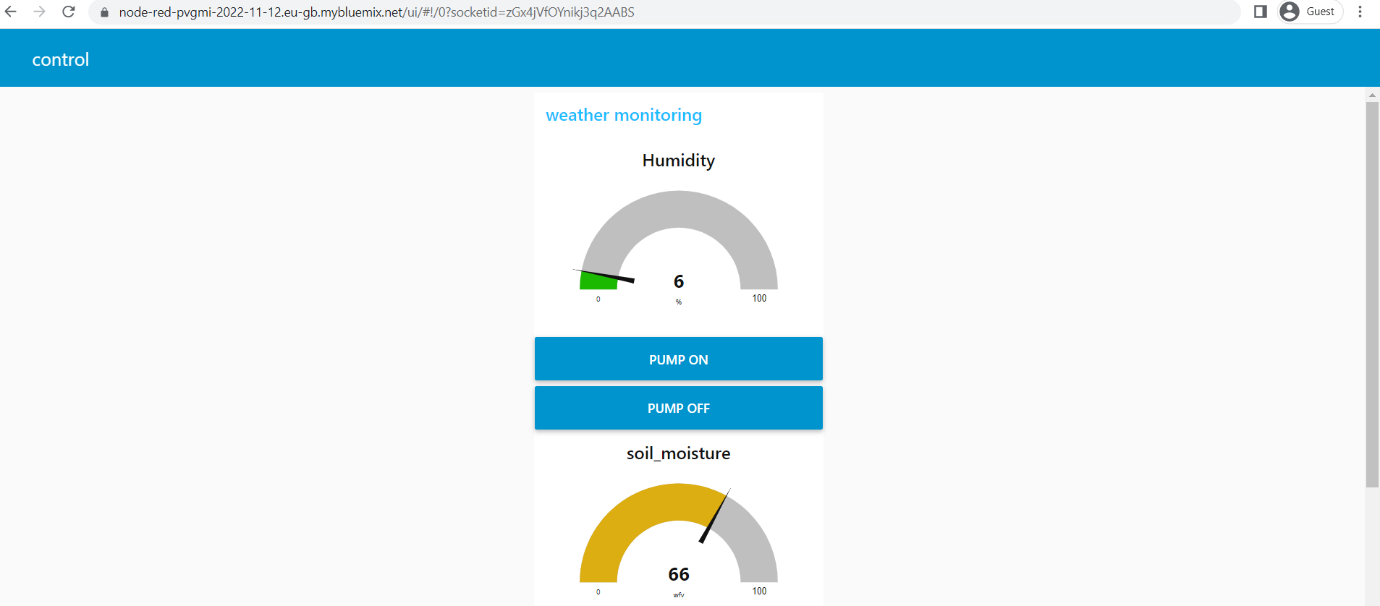 node-red-pvgmi-2022-11-12.eu-gb.mybluemix.net/ui/#!/0?socketid=zGx4jVfOYnikj3q2AABS
Guest
control
weather monitoring
Humidity
6
0
%
100
PUMP ON
PUMP OFF
soil_moisture
66
0
wfv
100